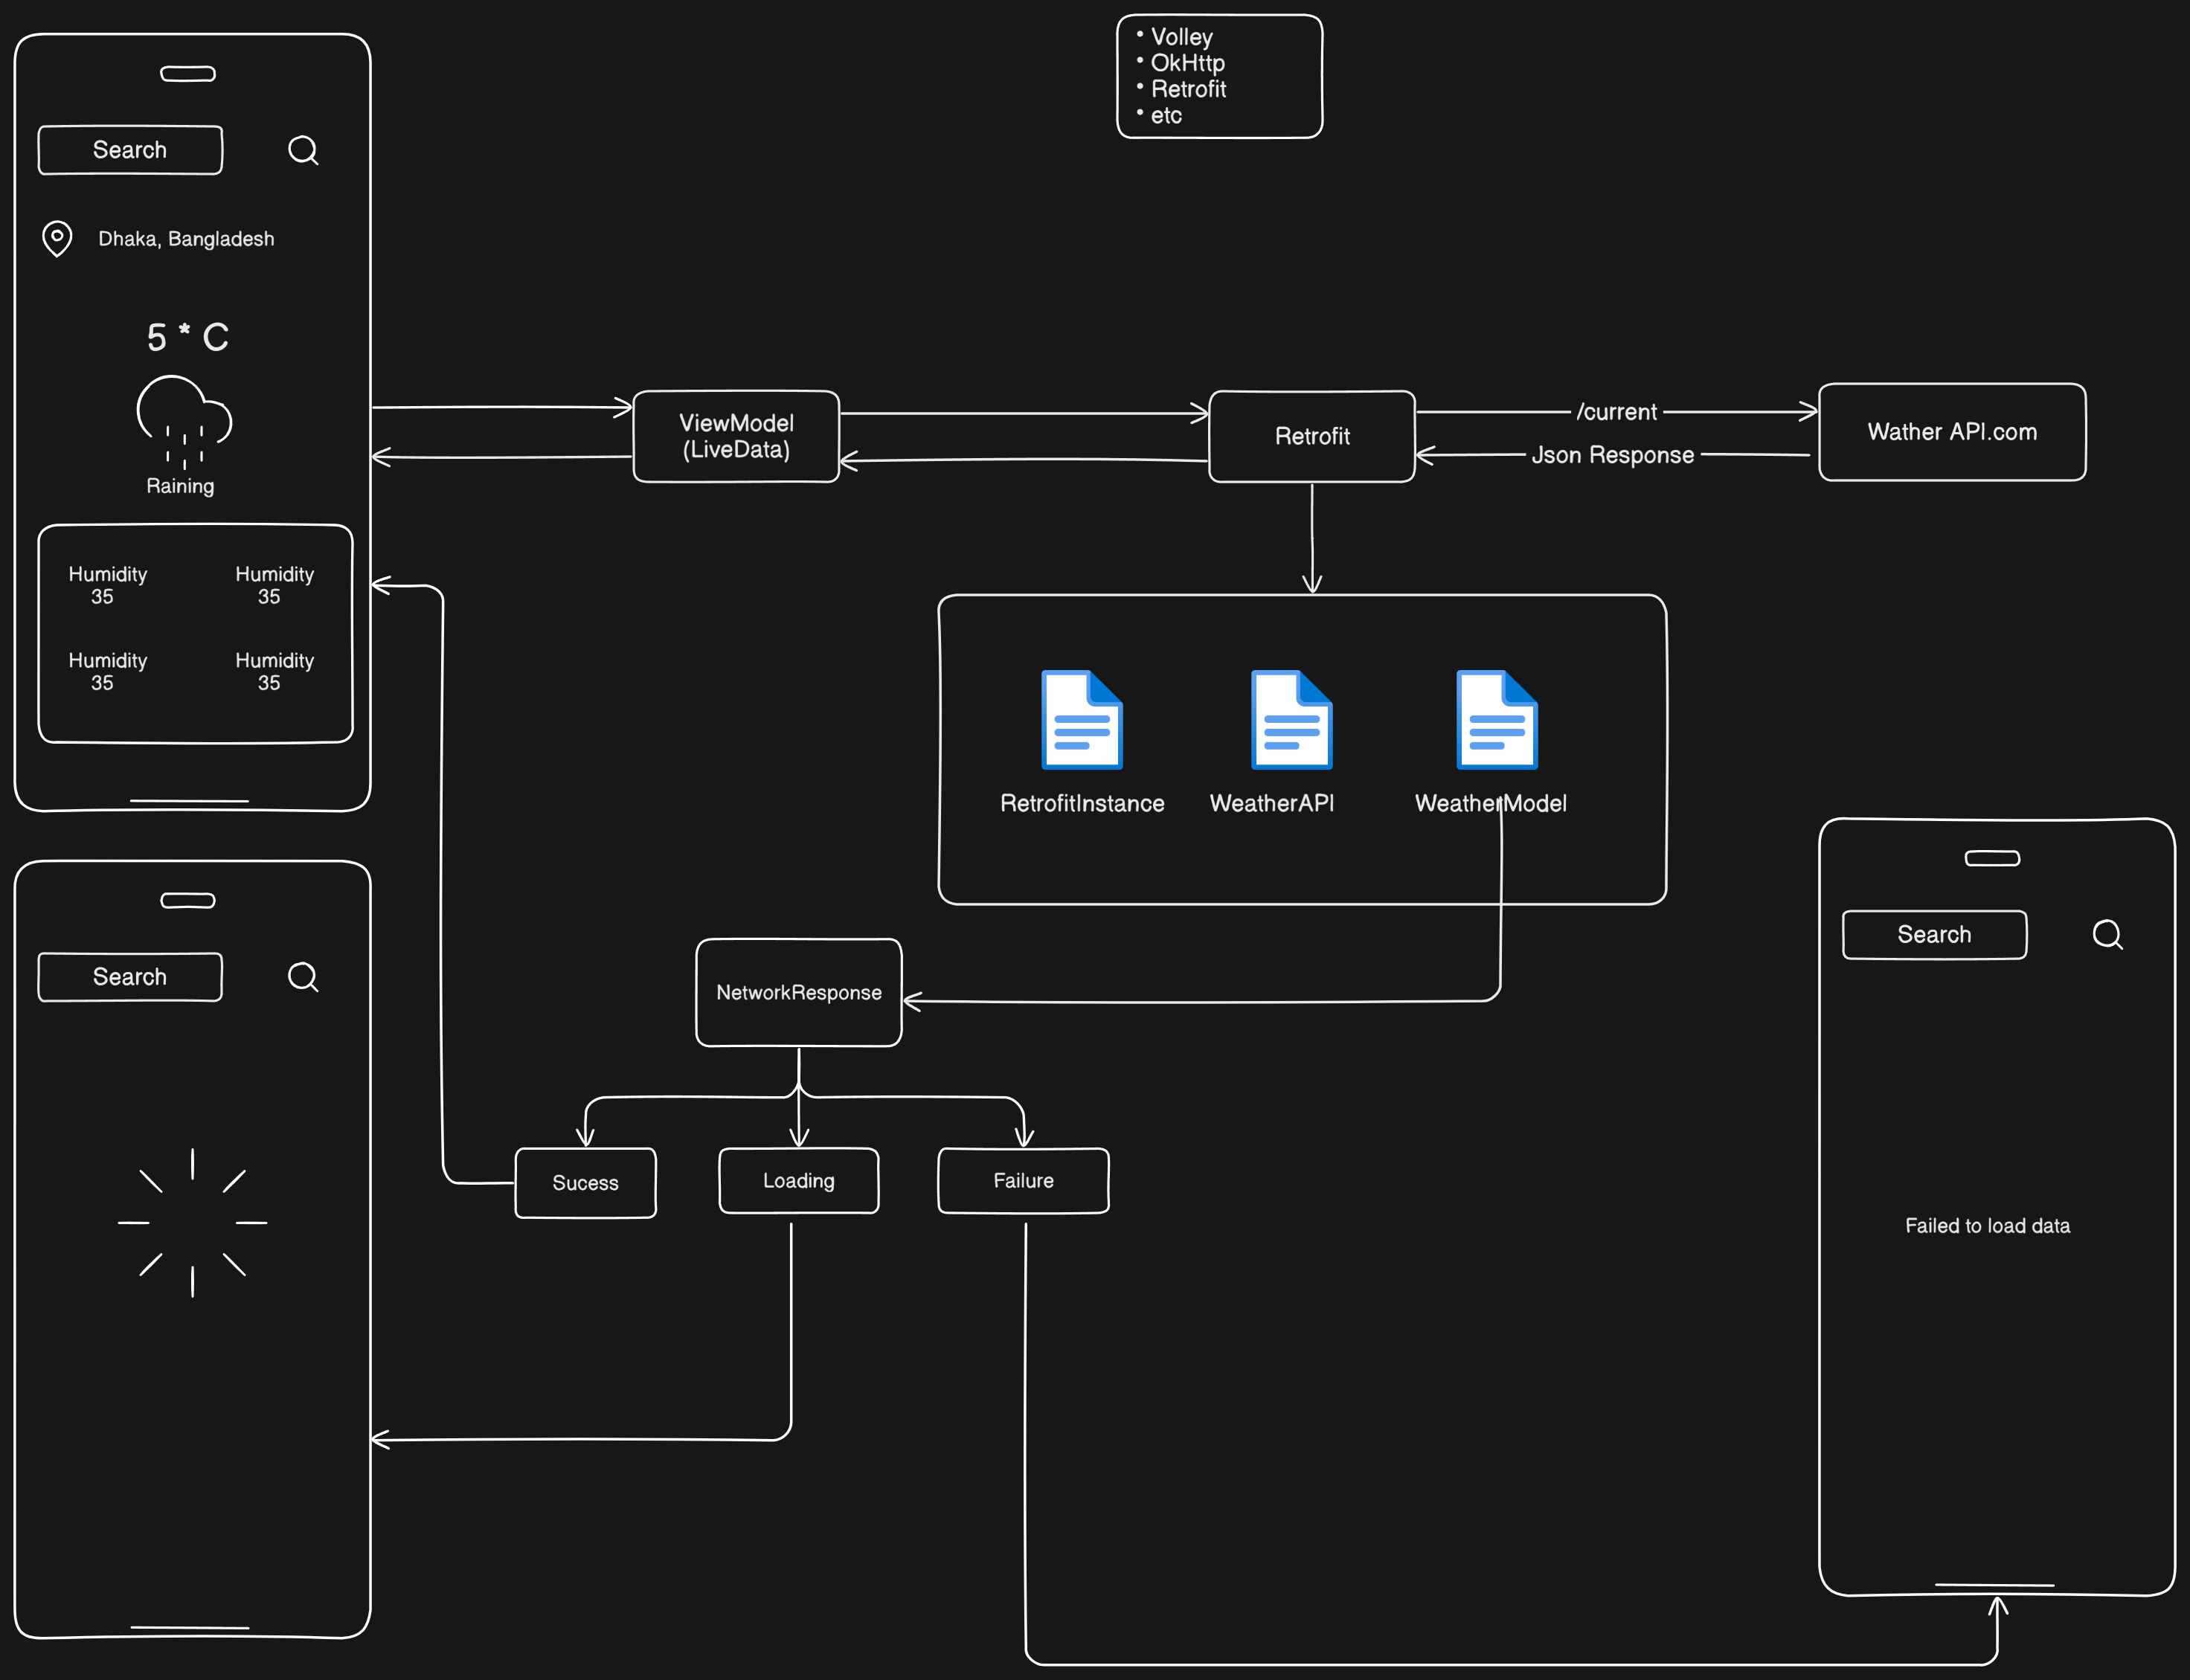 • Volley
• OkHttp
• Retrofit
• etc
Search
Dhaka, Bangladesh
5 * C
Raining
Humidity
35
Humidity
35
Humidity
35
Humidity
35
ViewModel
(LiveData)
Retrofit
/current
Json Response
Wather API.com
RetrofitInstance
WeatherAPI
WeatherModel
NetworkResponse
Sucess
Loading
Failure
Search
Search
Failed to load data